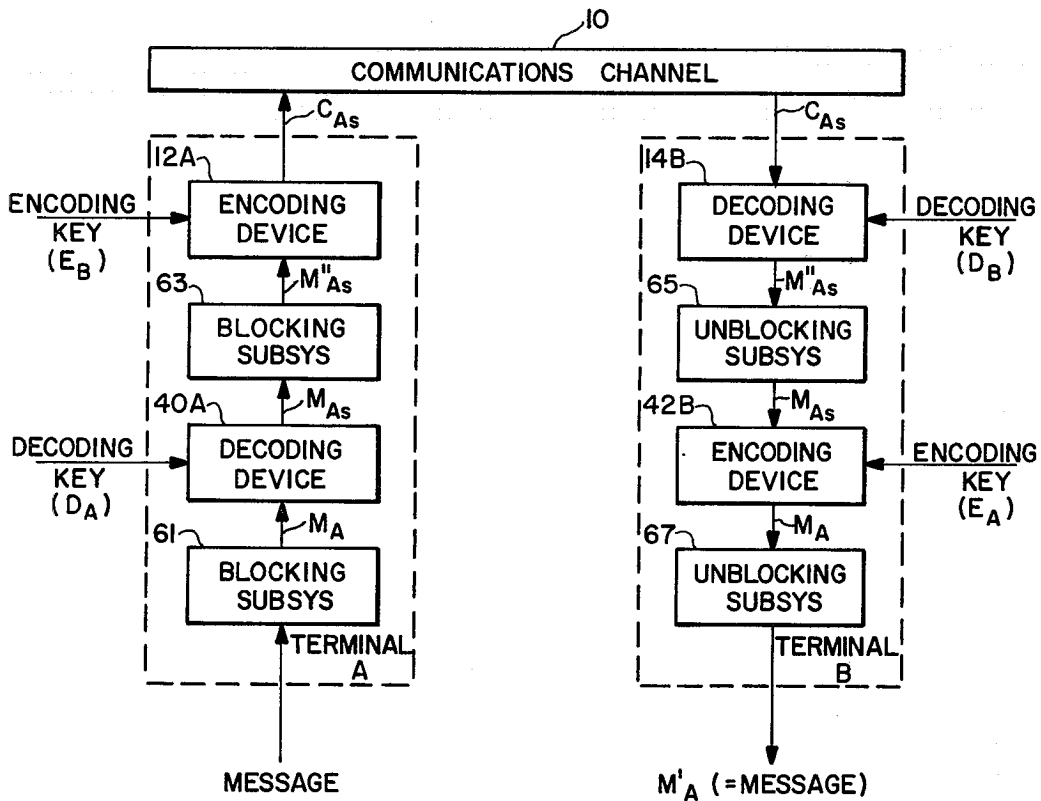 10
COMMUNICATIONS CHANNEL
C_As
C_As
12A
14B
ENCODING
KEY
(E_B)
ENCODING
DEVICE
DECODING
DEVICE
DECODING
KEY
(D_B)
M"_As
M"_As
63
65
BLOCKING
SUBSYS
UNBLOCKING
SUBSYS
M_As
M_As
40A
42B
DECODING
KEY
(D_A)
DECODING
DEVICE
ENCODING
DEVICE
ENCODING
KEY
(E_A)
M_A
M_A
61
67
BLOCKING
SUBSYS
UNBLOCKING
SUBSYS
TERMINAL
A
TERMINAL
B
MESSAGE
M'_A (=MESSAGE)